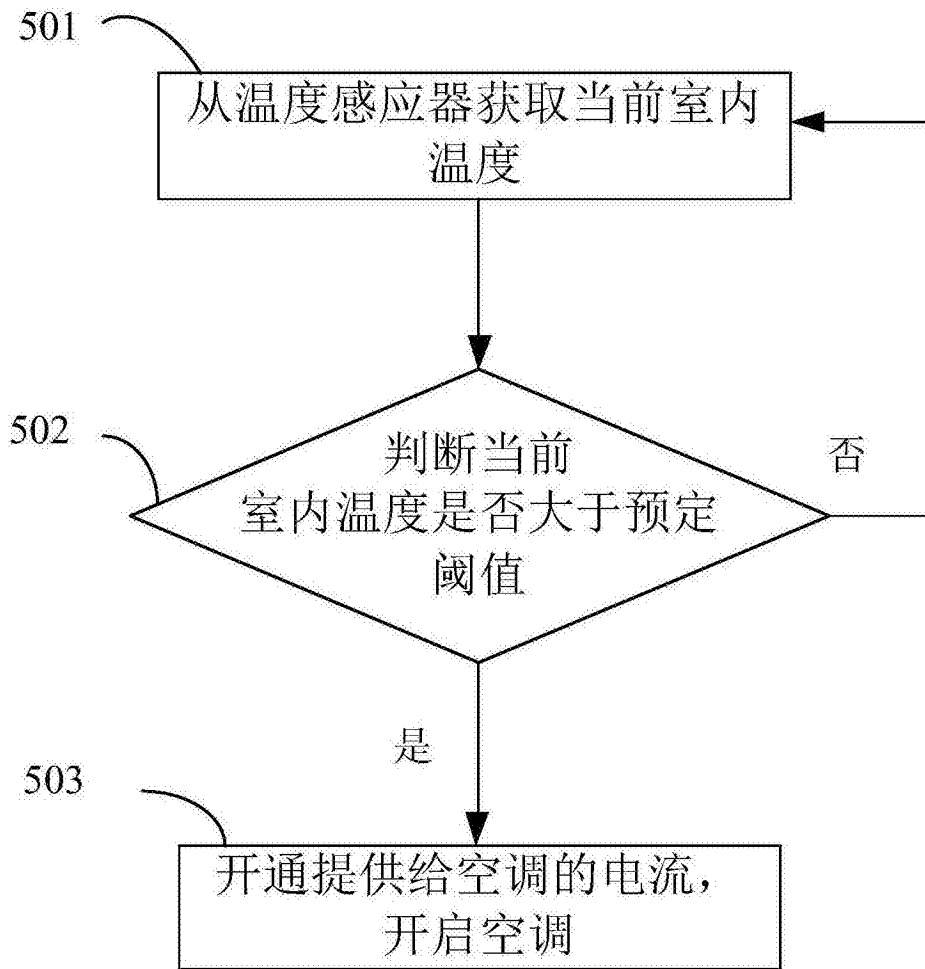 501
从温度感应器获取当前室内
温度
502
判断当前
室内温度是否大于预定
阈值
否
是
503
开通提供给空调的电流，
开启空调